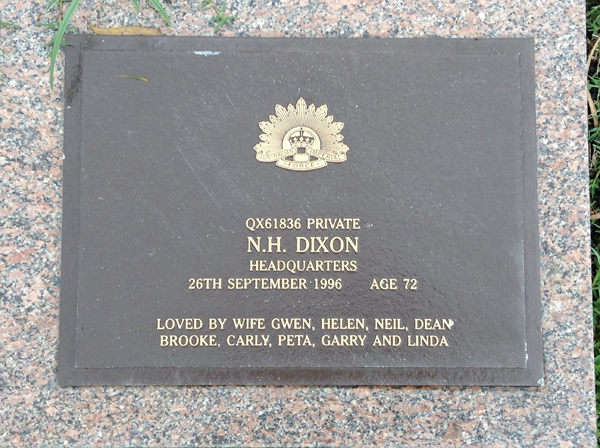 QX61836 PRIVATE
N.H. DIXON
HEADQUARTERS
26TH SEPTEMBER 1996 AGE 72
LOVED BY WIFE GWEN, HELEN, NEIL, DEAN
BROOKE, CARLY, PETA, GARRY AND LINDA